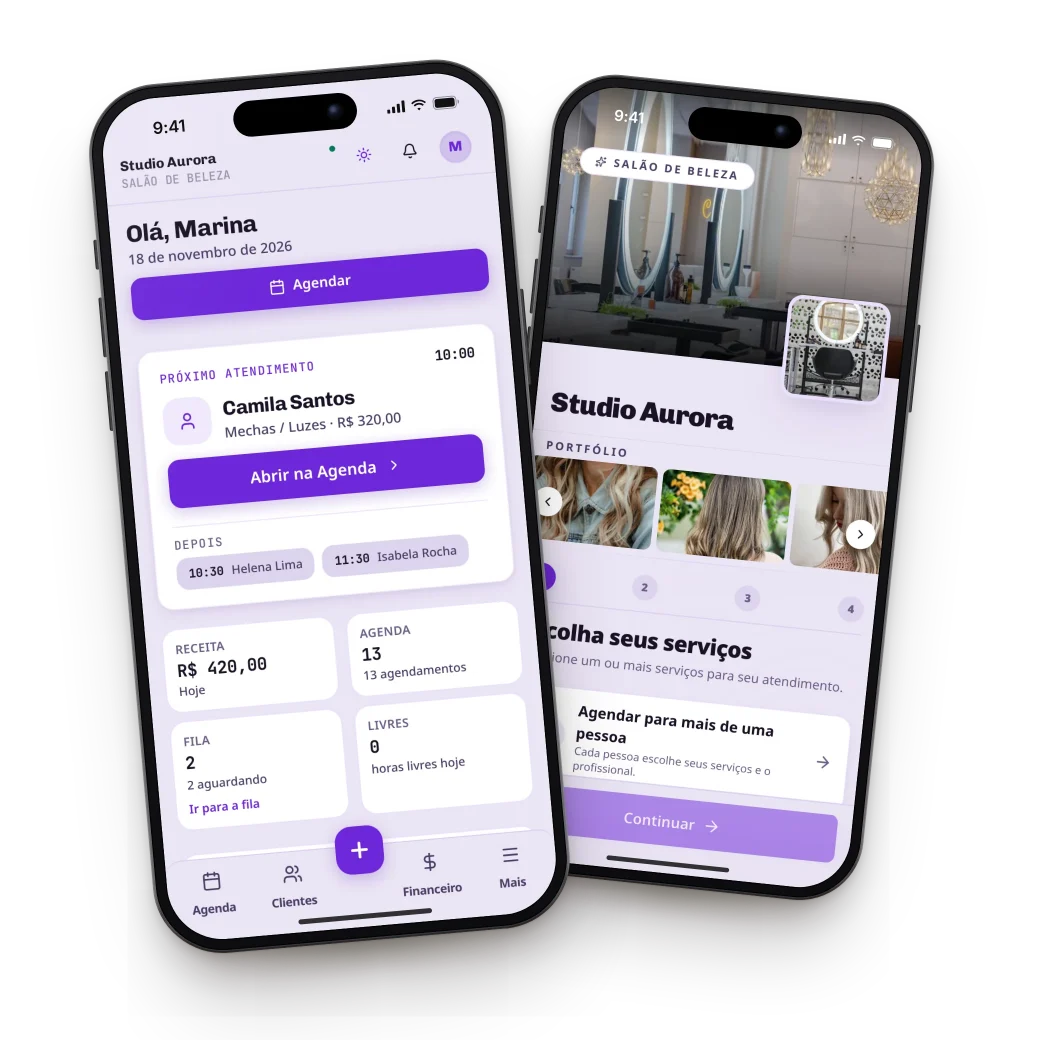 9:41
Studio Aurora
SALÃO DE BELEZA
M
Olá, Marina
18 de novembro de 2026
Agendar
PRÓXIMO ATENDIMENTO
10:00
Camila Santos
Mechas / Luzes · R$ 320,00
Abrir na Agenda
DEPOIS
10:30 Helena Lima
11:30 Isabela Rocha
RECEITA
R$ 420,00
Hoje
AGENDA
13
13 agendamentos
FILA
2
2 aguardando
Ir para a fila
LIVRES
0
horas livres hoje
Agenda
Clientes
Financeiro
Mais
9:41
SALÃO DE BELEZA
Studio Aurora
PORTFÓLIO
2
3
4
colha seus serviços
ione um ou mais serviços para seu atendimento.
Agendar para mais de uma
pessoa
Cada pessoa escolhe seus serviços e o
profissional.
Continuar